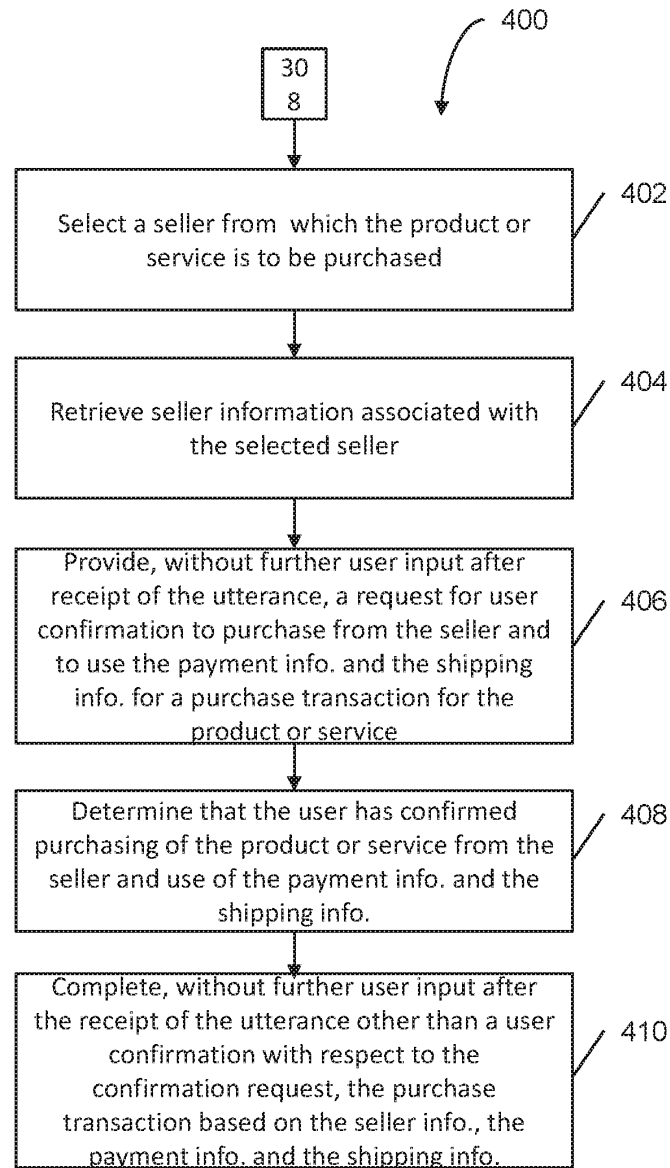 400
30
8
Select a seller from which the product or
service is to be purchased
402
Retrieve seller information associated with
the selected seller
404
Provide, without further user input after
receipt of the utterance, a request for user
confirmation to purchase from the seller and
to use the payment info. and the shipping
info. for a purchase transaction for the
product or service
406
Determine that the user has confirmed
purchasing of the product or service from the
seller and use of the payment info. and the
shipping info.
408
Complete, without further user input after
the receipt of the utterance other than a user
confirmation with respect to the
confirmation request, the purchase
transaction based on the seller info., the
payment info. and the shipping info.
410